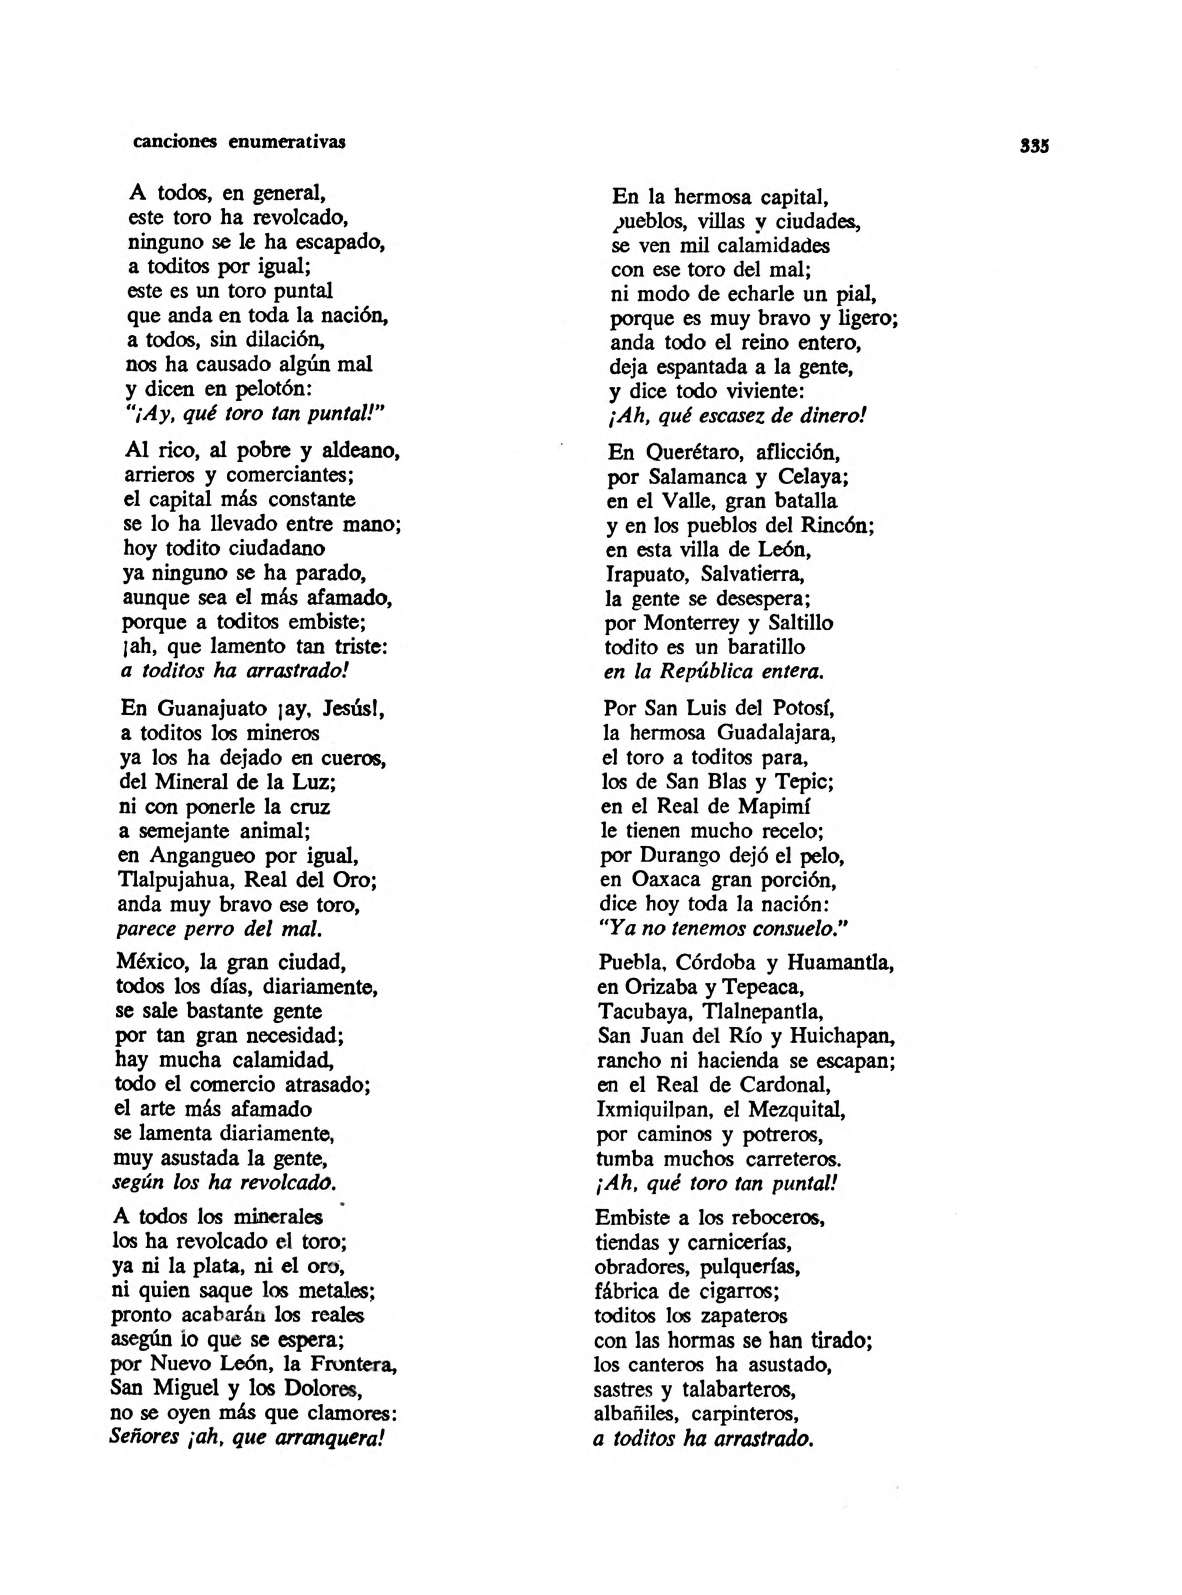 canciones enumerativas
335
A todos, en general,
este toro ha revolcado,
ninguno se le ha escapado,
a toditos por igual;
este es un toro puntal
que anda en toda la nación,
a todos, sin dilación,
nos ha causado algún mal
y dicen en pelotón:
"¡Ay, qué toro tan puntal!"
Al rico, al pobre y aldeano,
arrieros y comerciantes;
el capital más constante
se lo ha llevado entre mano;
hoy todito ciudadano
ya ninguno se ha parado,
aunque sea el más afamado,
porque a toditos embiste;
¡ah, que lamento tan triste:
a toditos ha arrastrado!
En Guanajuato ¡ay, Jesús!,
a toditos los mineros
ya los ha dejado en cueros,
del Mineral de la Luz;
ni con ponerle la cruz
a semejante animal;
en Angangueo por igual,
Tlalpujahua, Real del Oro;
anda muy bravo ese toro,
parece perro del mal.
México, la gran ciudad,
todos los días, diariamente,
se sale bastante gente
por tan gran necesidad;
hay mucha calamidad,
todo el comercio atrasado;
el arte más afamado
se lamenta diariamente,
muy asustada la gente,
según los ha revolcado.
A todos los minerales
los ha revolcado el toro;
ya ni la plata, ni el oro,
ni quien saque los metales;
pronto acabarán los reales
asegún lo que se espera;
por Nuevo León, la Frontera,
San Miguel y los Dolores,
no se oyen más que clamores:
Señores ¡ah, que arranquera!
En la hermosa capital,
pueblos, villas y ciudades,
se ven mil calamidades
con ese toro del mal;
ni modo de echarle un pial,
porque es muy bravo y ligero;
anda todo el reino entero,
deja espantada a la gente,
y dice todo viviente:
¡Ah, qué escasez de dinero!
En Querétaro, aflicción,
por Salamanca y Celaya;
en el Valle, gran batalla
y en los pueblos del Rincón;
en esta villa de León,
Irapuato, Salvatierra,
la gente se desespera;
por Monterrey y Saltillo
todito es un baratillo
en la República entera.
Por San Luis del Potosí,
la hermosa Guadalajara,
el toro a toditos para,
los de San Blas y Tepic;
en el Real de Mapimí
le tienen mucho recelo;
por Durango dejó el pelo,
en Oaxaca gran porción,
dice hoy toda la nación:
"Ya no tenemos consuelo."
Puebla, Córdoba y Huamantla,
en Orizaba y Tepeaca,
Tacubaya, Tlalnepantla,
San Juan del Río y Huichapan,
rancho ni hacienda se escapan;
en el Real de Cardonal,
Ixmiquilpan, el Mezquital,
por caminos y potreros,
tumba muchos carreteros.
¡Ah, qué toro tan puntal!
Embiste a los reboceros,
tiendas y carnicerías,
obradores, pulquerías,
fábrica de cigarros;
toditos los zapateros
con las hormas se han tirado;
los canteros ha asustado,
sastres y talabarteros,
albañiles, carpinteros,
a toditos ha arrastrado.